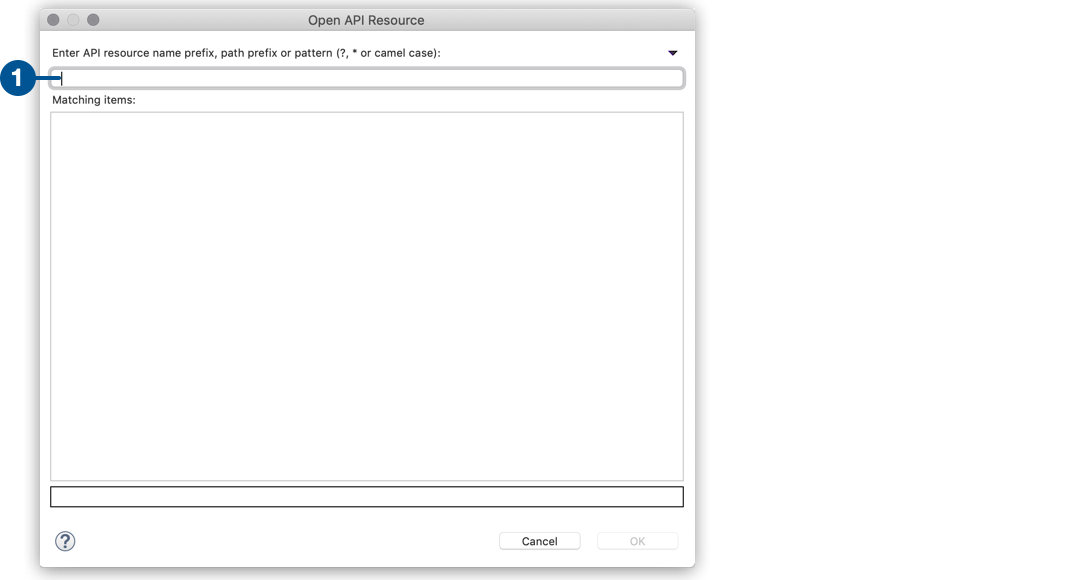 Open API Resource
Enter API resource name prefix, path prefix or pattern (?, * or camel case):
1
Matching items:
?
Cancel
OK